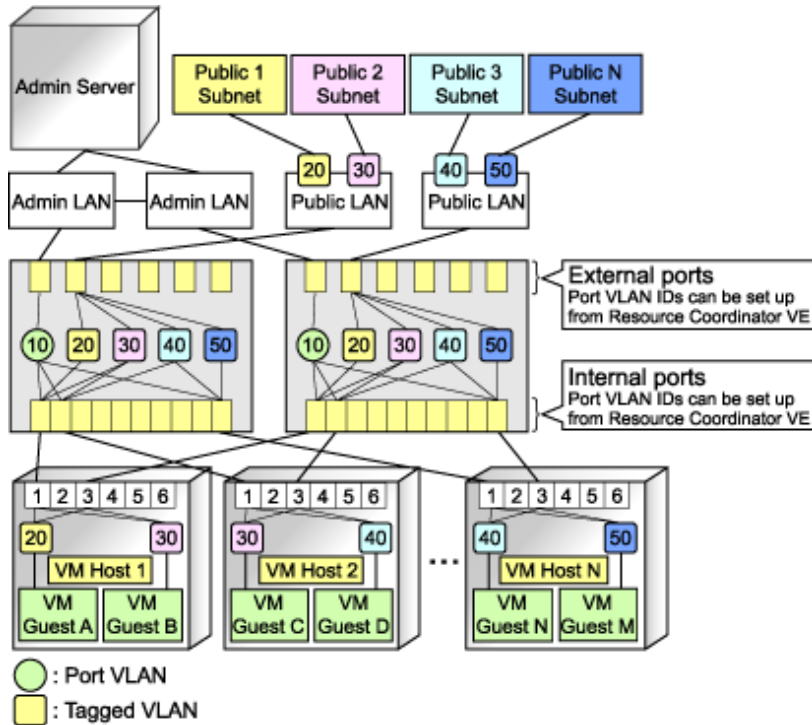 Admin Server
Public 1
Subnet
Public 2
Subnet
Public 3
Subnet
Public N
Subnet
20 30 40 50
Admin LAN
Admin LAN
Public LAN
Public LAN
External ports
Port VLAN IDs can be set up
from Resource Coordinator VE
10 20 30 40 50
10 20 30 40 50
Internal ports
Port VLAN IDs can be set up
from Resource Coordinator VE
1 2 3 4 5 6
1 2 3 4 5 6
1 2 3 4 5 6
20 30
30 40
40 50
VM Host 1
VM Host 2
...
VM Host N
VM
Guest A
VM
Guest B
VM
Guest C
VM
Guest D
VM
Guest N
VM
Guest M
: Port VLAN
: Tagged VLAN